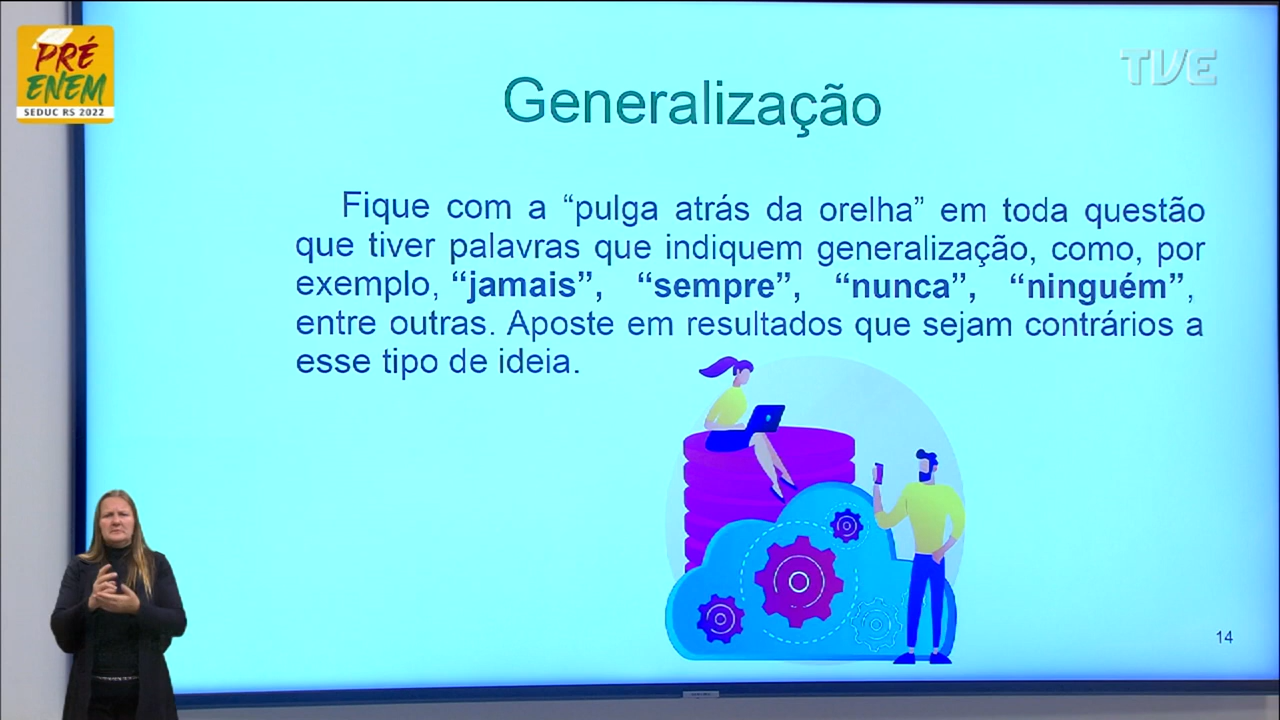 PRÉ
ENEM
SEDUC RS 2022
TVE
Generalização
Fique com a “pulga atrás da orelha” em toda questão
que tiver palavras que indiquem generalização, como, por
exemplo, “jamais”, “sempre”, “nunca”, “ninguém”,
entre outras. Aposte em resultados que sejam contrários a
esse tipo de ideia.
14